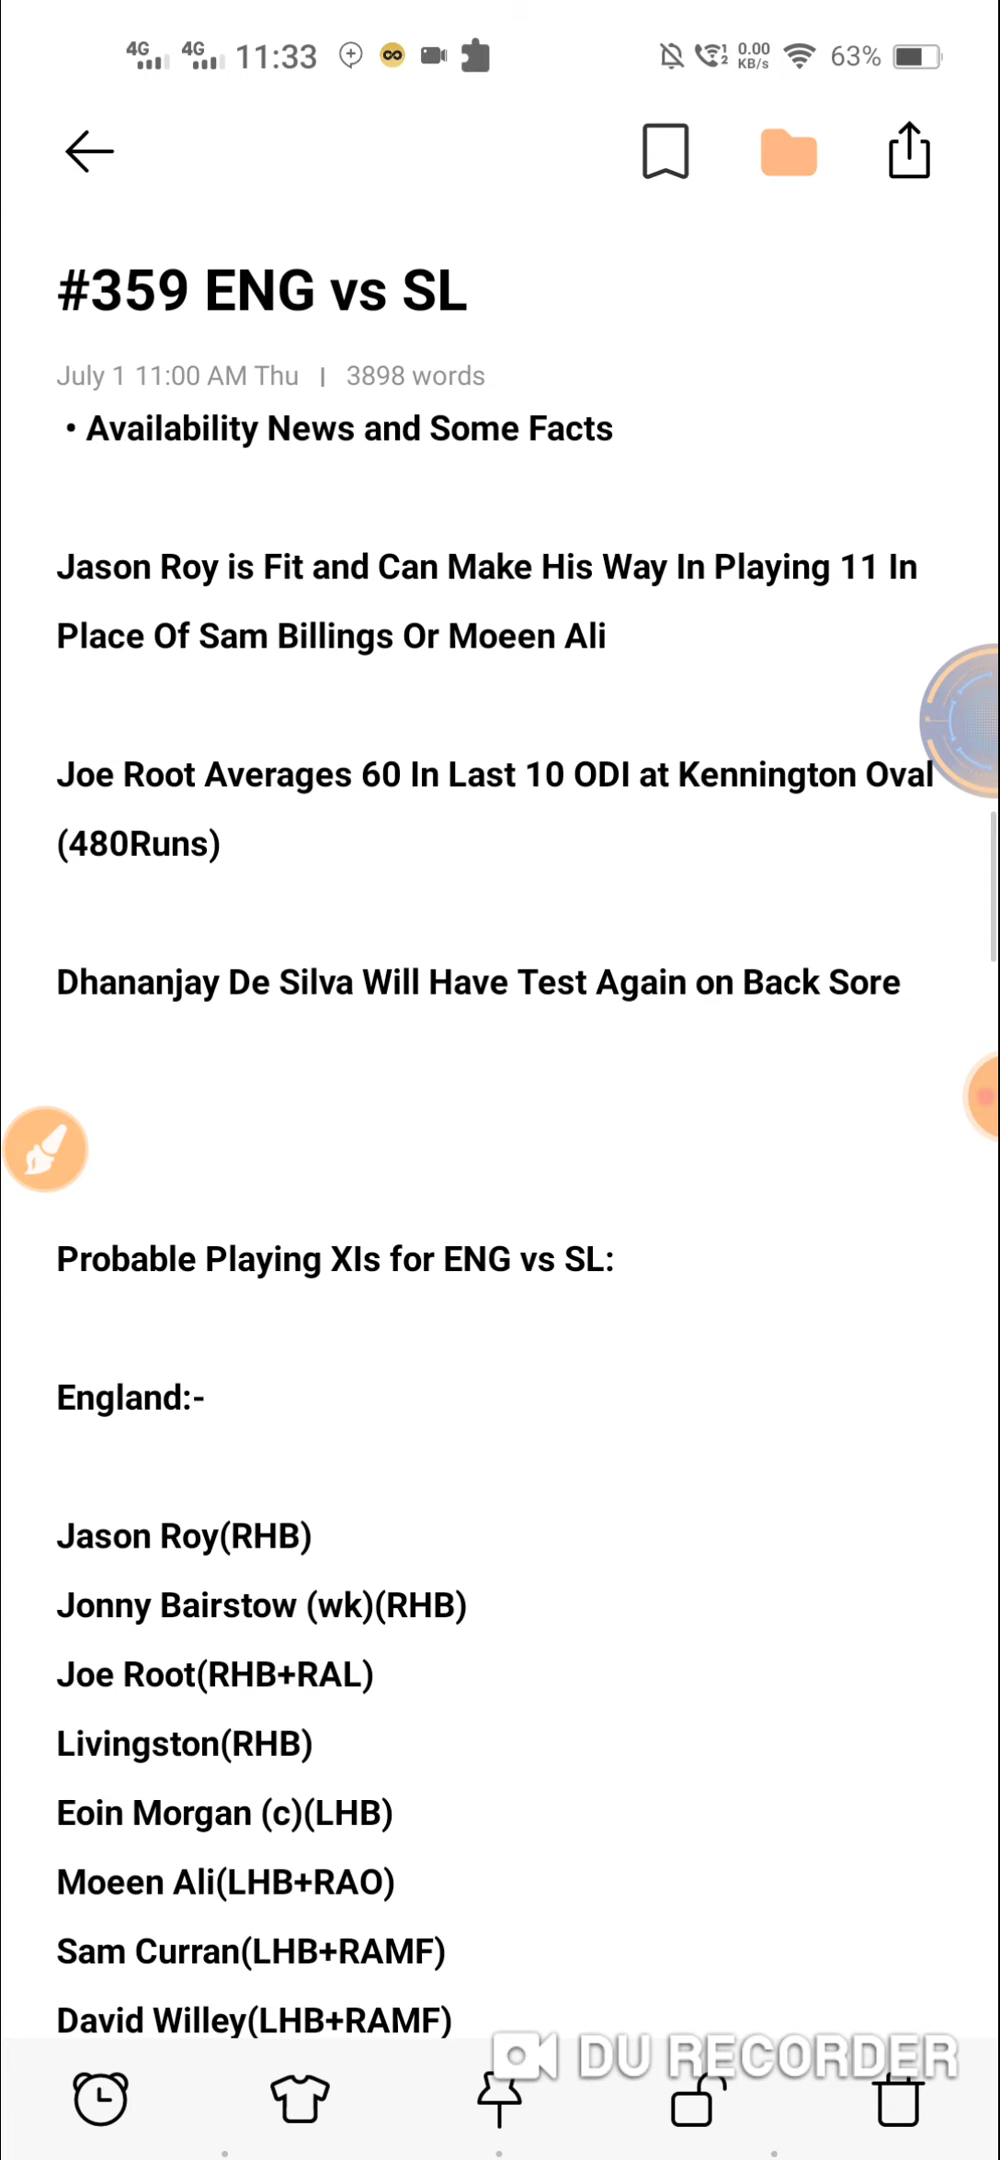 4G 4G 11:33 0.00 KB/s 63%
#359 ENG vs SL
July 1 11:00 AM Thu | 3898 words
• Availability News and Some Facts
Jason Roy is Fit and Can Make His Way In Playing 11 In
Place Of Sam Billings Or Moeen Ali
Joe Root Averages 60 In Last 10 ODI at Kennington Oval
(480Runs)
Dhananjay De Silva Will Have Test Again on Back Sore
Probable Playing XIs for ENG vs SL:
England:-
Jason Roy(RHB)
Jonny Bairstow (wk)(RHB)
Joe Root(RHB+RAL)
Livingston(RHB)
Eoin Morgan (c)(LHB)
Moeen Ali(LHB+RAO)
Sam Curran(LHB+RAMF)
David Willey(LHB+RAMF)
DU RECORDER